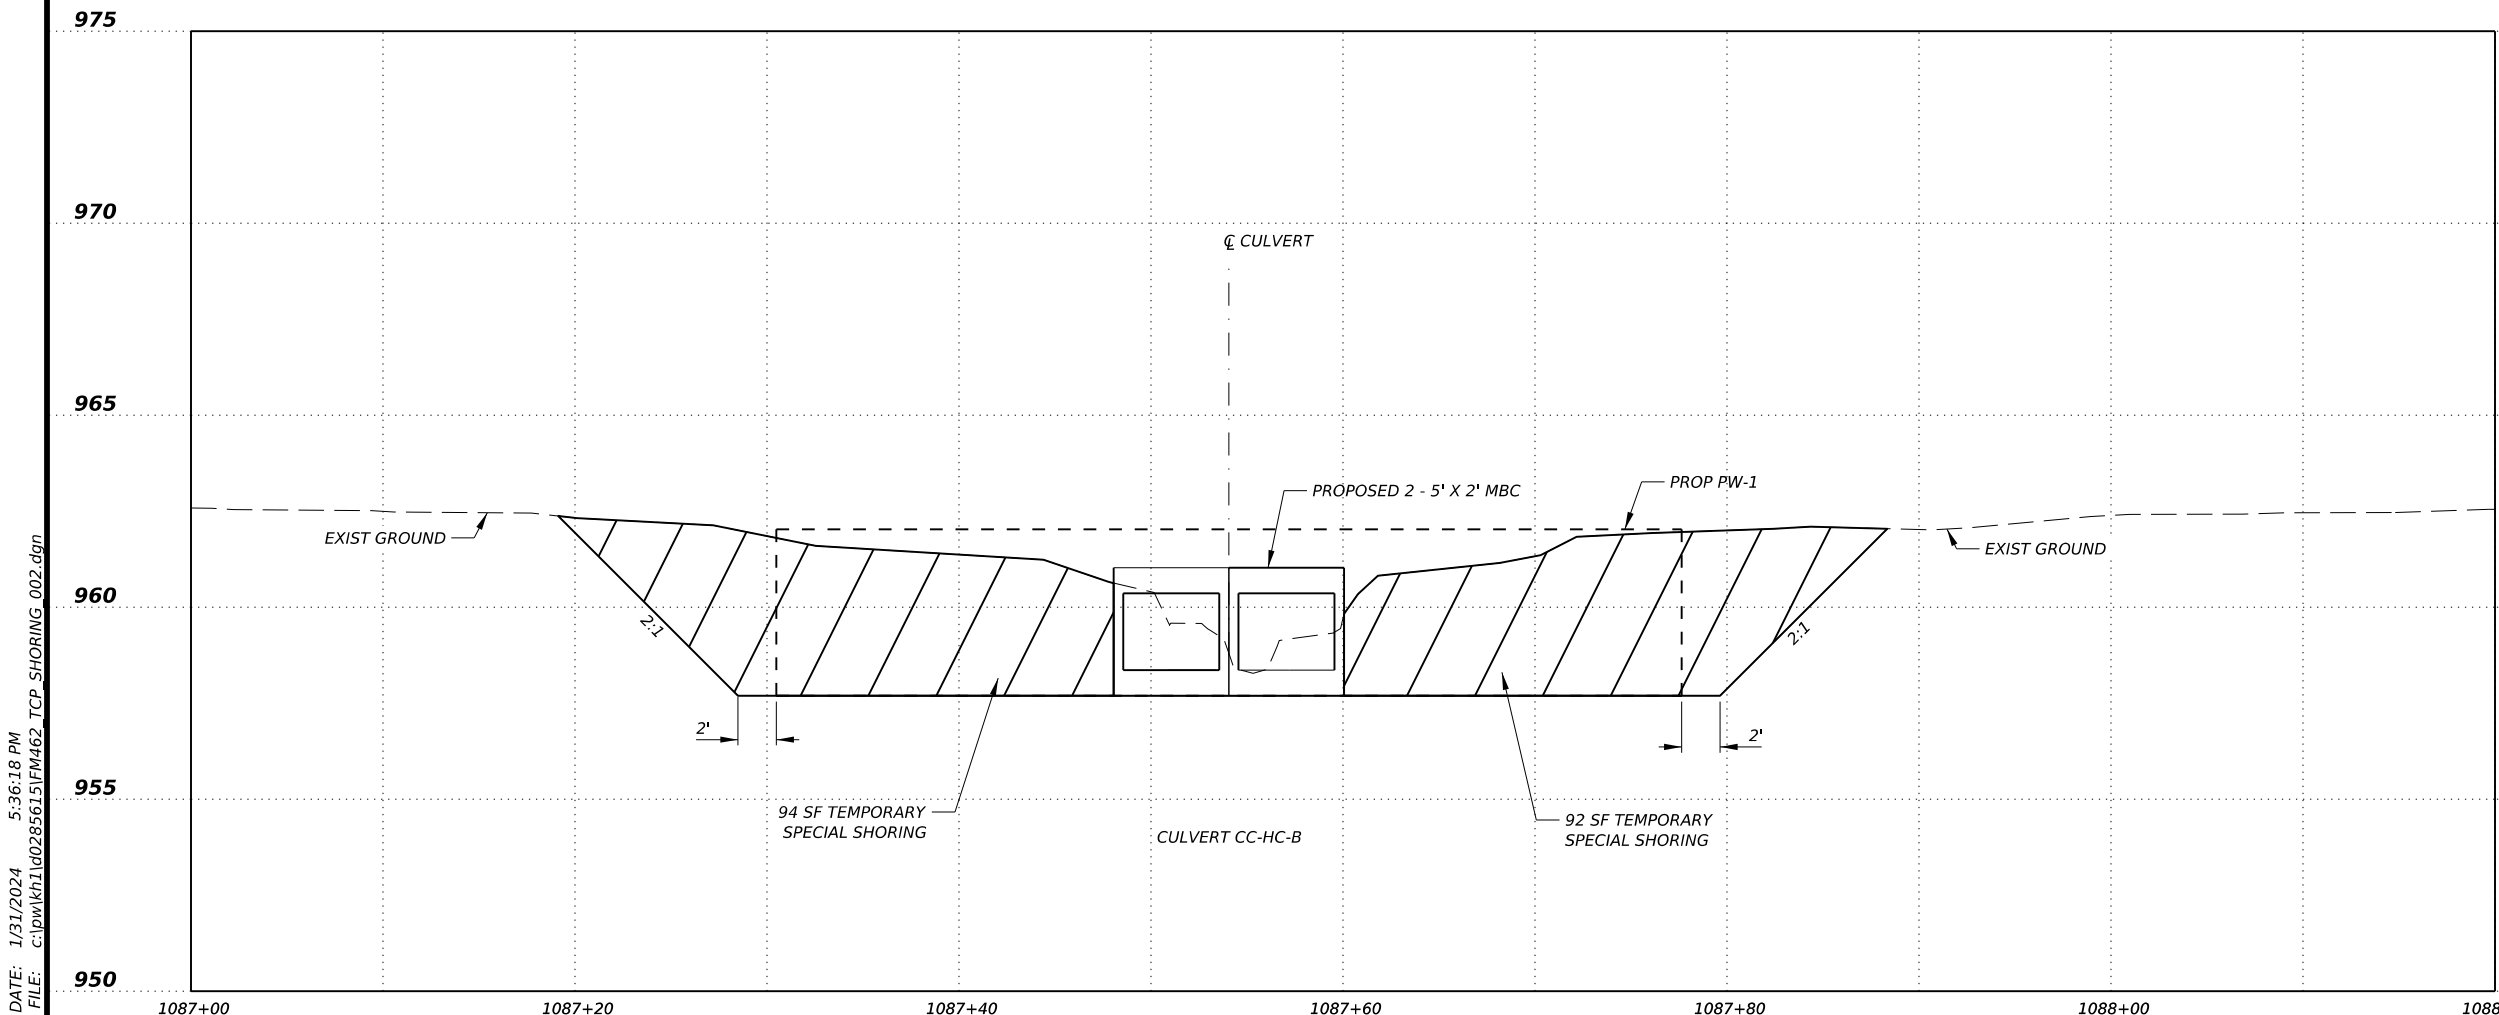 975
970
965
960
955
950
℄ CULVERT
PROPOSED 2 - 5' X 2' MBC
PROP PW-1
EXIST GROUND
EXIST GROUND
2:1
2:1
2'
2'
94 SF TEMPORARY
SPECIAL SHORING
92 SF TEMPORARY
SPECIAL SHORING
CULVERT CC-HC-B
1087+00
1087+20
1087+40
1087+60
1087+80
1088+00
1088
DATE: 1/31/2024 5:36:18 PM
FILE: c:\pw\kh1\d0285615\FM462_TCP_SHORING_002.dgn